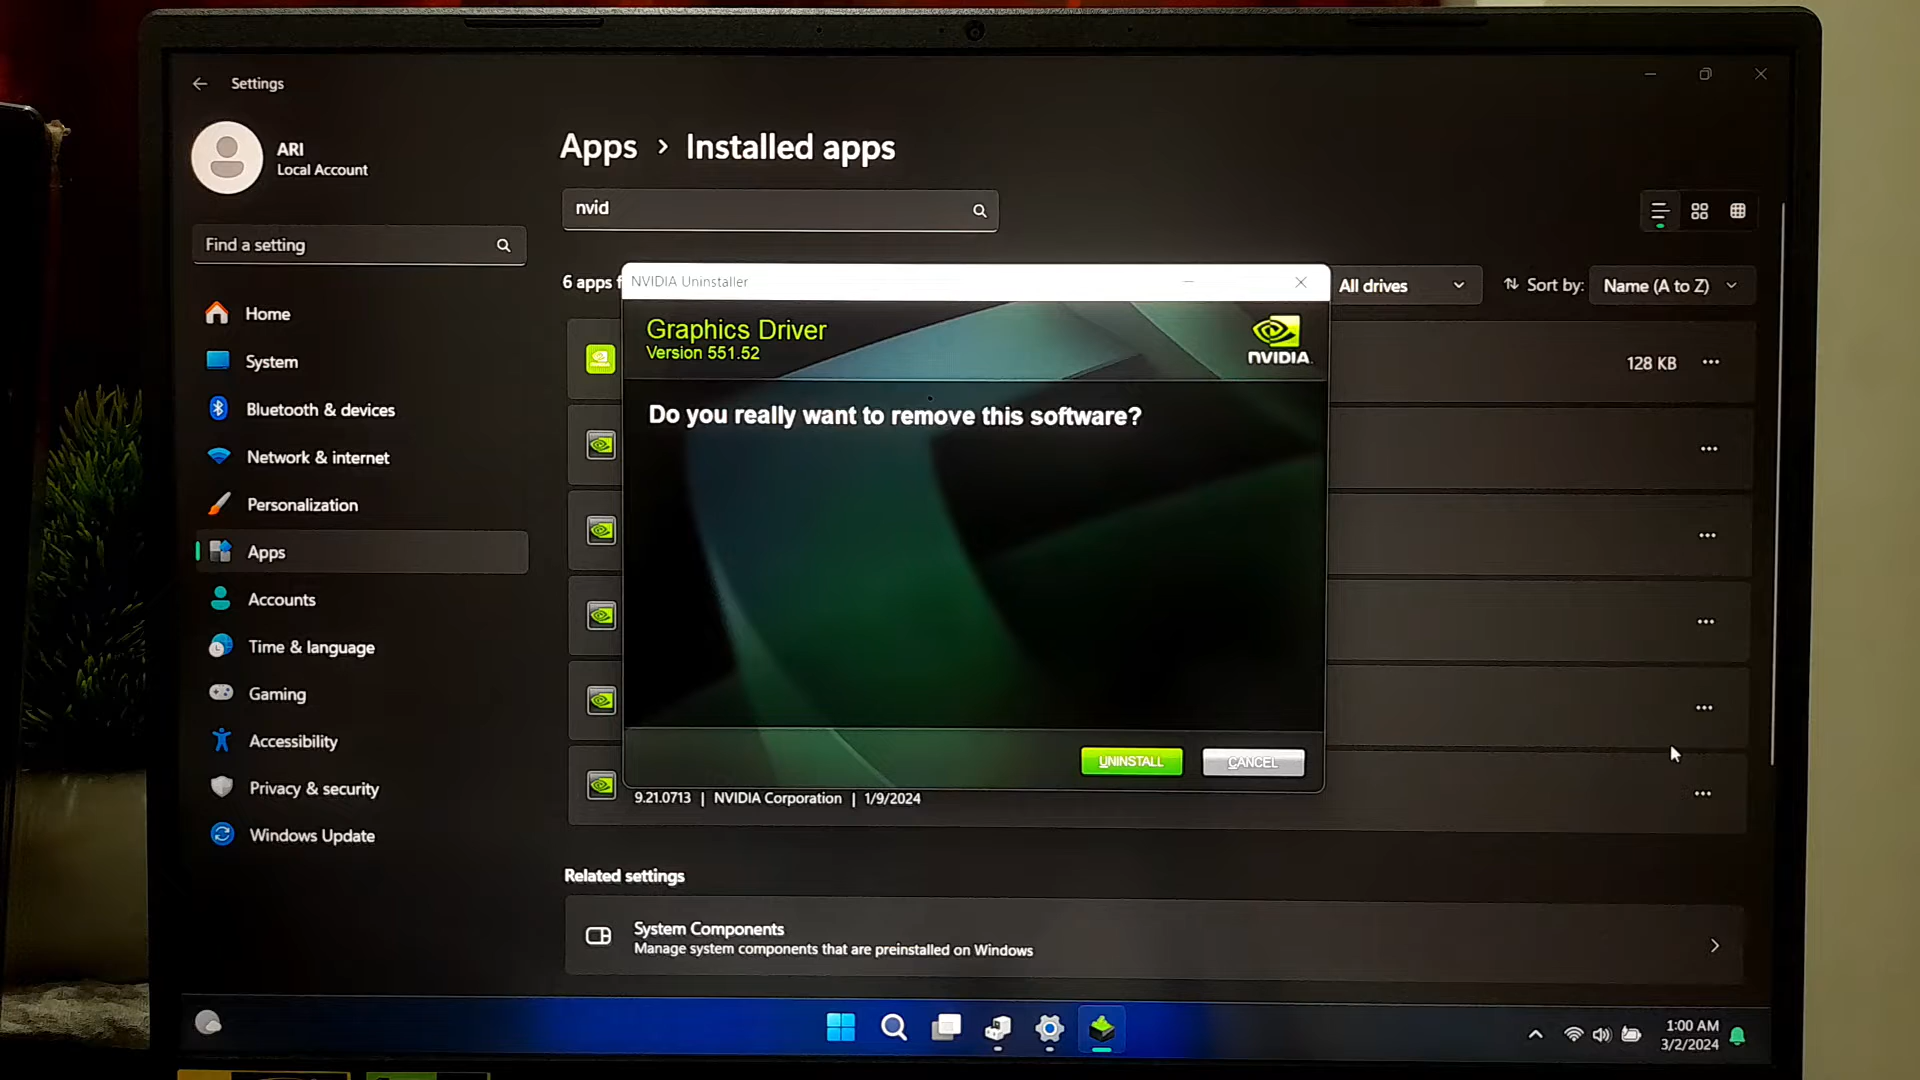 Settings
ARI
Local Account
Find a setting
Home
System
Bluetooth & devices
Network & internet
Personalization
Apps
Accounts
Time & language
Gaming
Accessibility
Privacy & security
Windows Update
Apps > Installed apps
nvid
6 apps f
All drives
Sort by: Name (A to Z)
128 KB
NVIDIA Uninstaller
Graphics Driver
Version 551.52
NVIDIA
Do you really want to remove this software?
UNINSTALL
CANCEL
9.21.0713 | NVIDIA Corporation | 1/9/2024
Related settings
System Components
Manage system components that are preinstalled on Windows
1:00 AM
3/2/2024